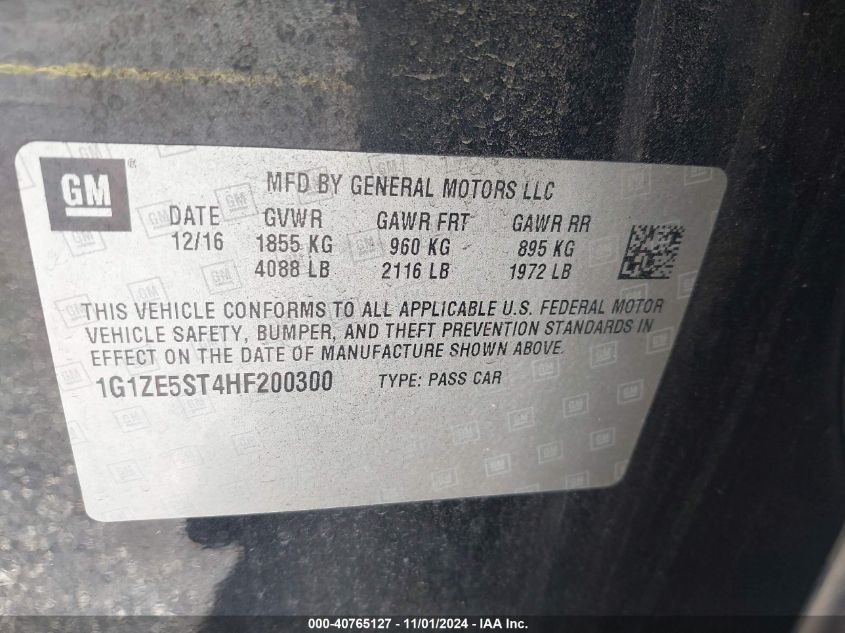 GM ®
MFD BY GENERAL MOTORS LLC
DATE GVWR GAWR FRT GAWR RR
12/16 1855 KG 960 KG 895 KG
4088 LB 2116 LB 1972 LB
THIS VEHICLE CONFORMS TO ALL APPLICABLE U.S. FEDERAL MOTOR
VEHICLE SAFETY, BUMPER, AND THEFT PREVENTION STANDARDS IN
EFFECT ON THE DATE OF MANUFACTURE SHOWN ABOVE.
1G1ZE5ST4HF200300 TYPE: PASS CAR
000-40765127 - 11/01/2024 - IAA Inc.